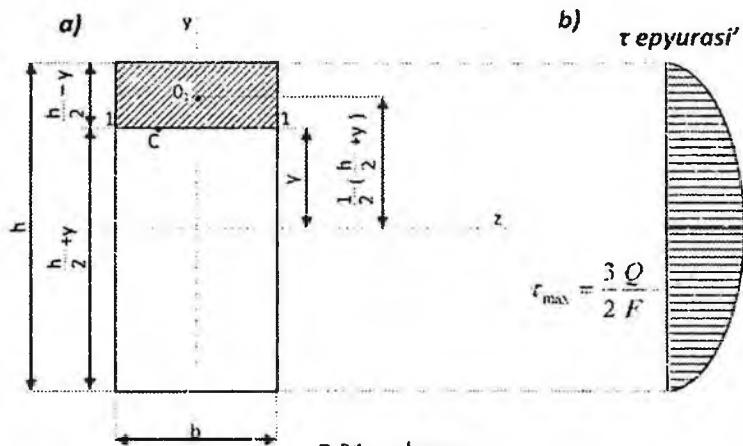 a)
y
b)
τ epyurasi'
h/2 - y
O₁
1
1
C
1/2 (h/2 + y)
y
h
h/2 + y
z
τmax = 3/2 Q/F
b